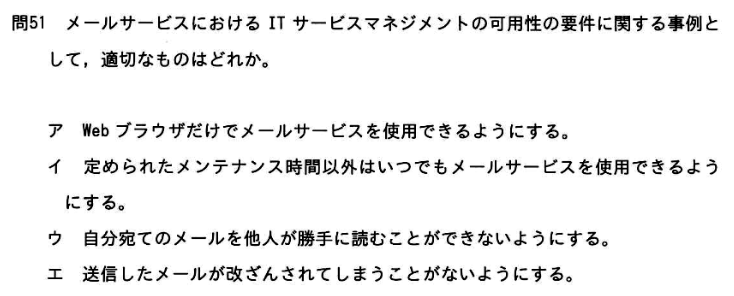 問51 メールサービスにおける IT サービスマネジメントの可用性の要件に関する事例と
して，適切なものはどれか。
ア Web ブラウザだけでメールサービスを使用できるようにする。
イ 定められたメンテナンス時間以外はいつでもメールサービスを使用できるよう
にする。
ウ 自分宛てのメールを他人が勝手に読むことができないようにする。
エ 送信したメールが改ざんされてしまうことがないようにする。